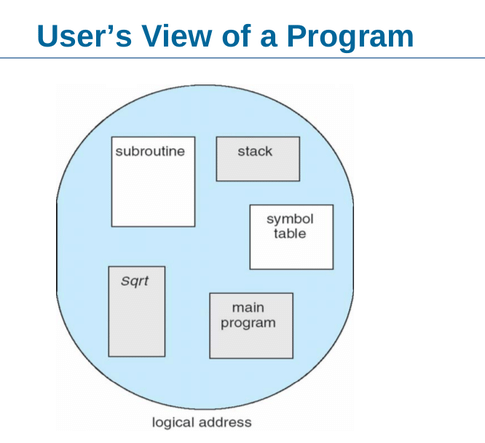 User’s View of a Program
subroutine
stack
symbol
table
Sqrt
main
program
logical address